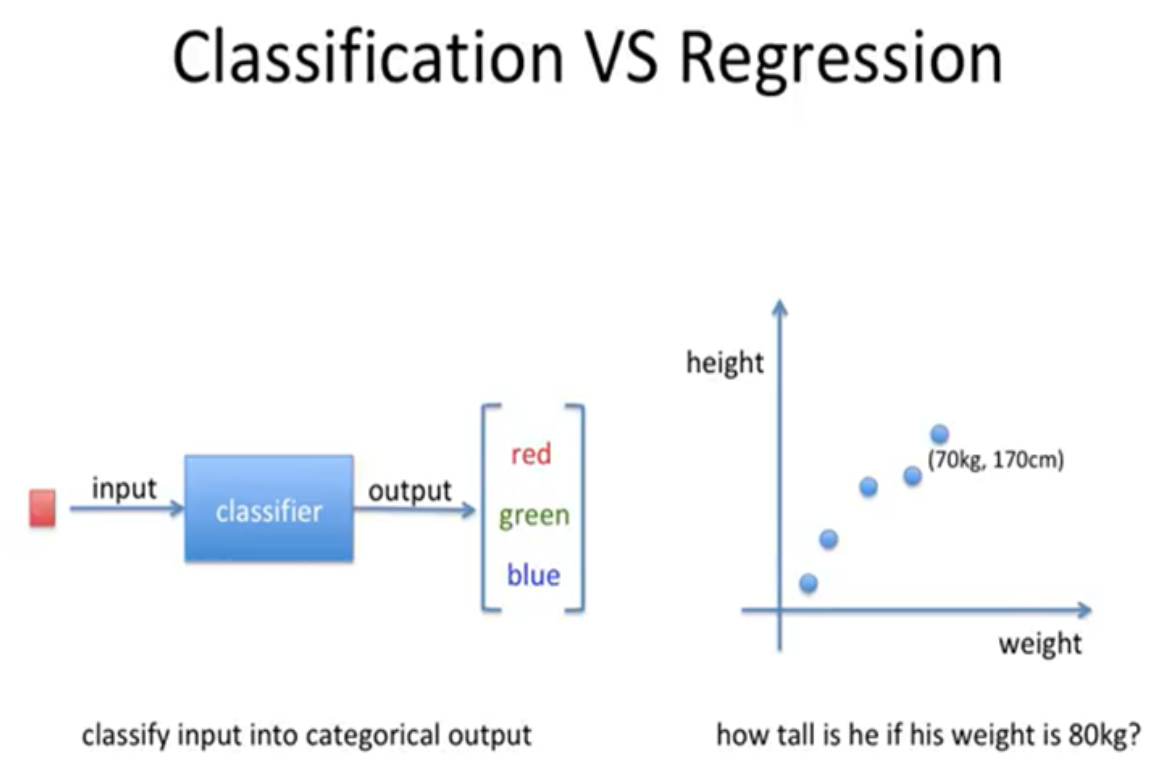 Classification VS Regression
input
classifier
output
red
green
blue
classify input into categorical output
height
(70kg, 170cm)
weight
how tall is he if his weight is 80kg?